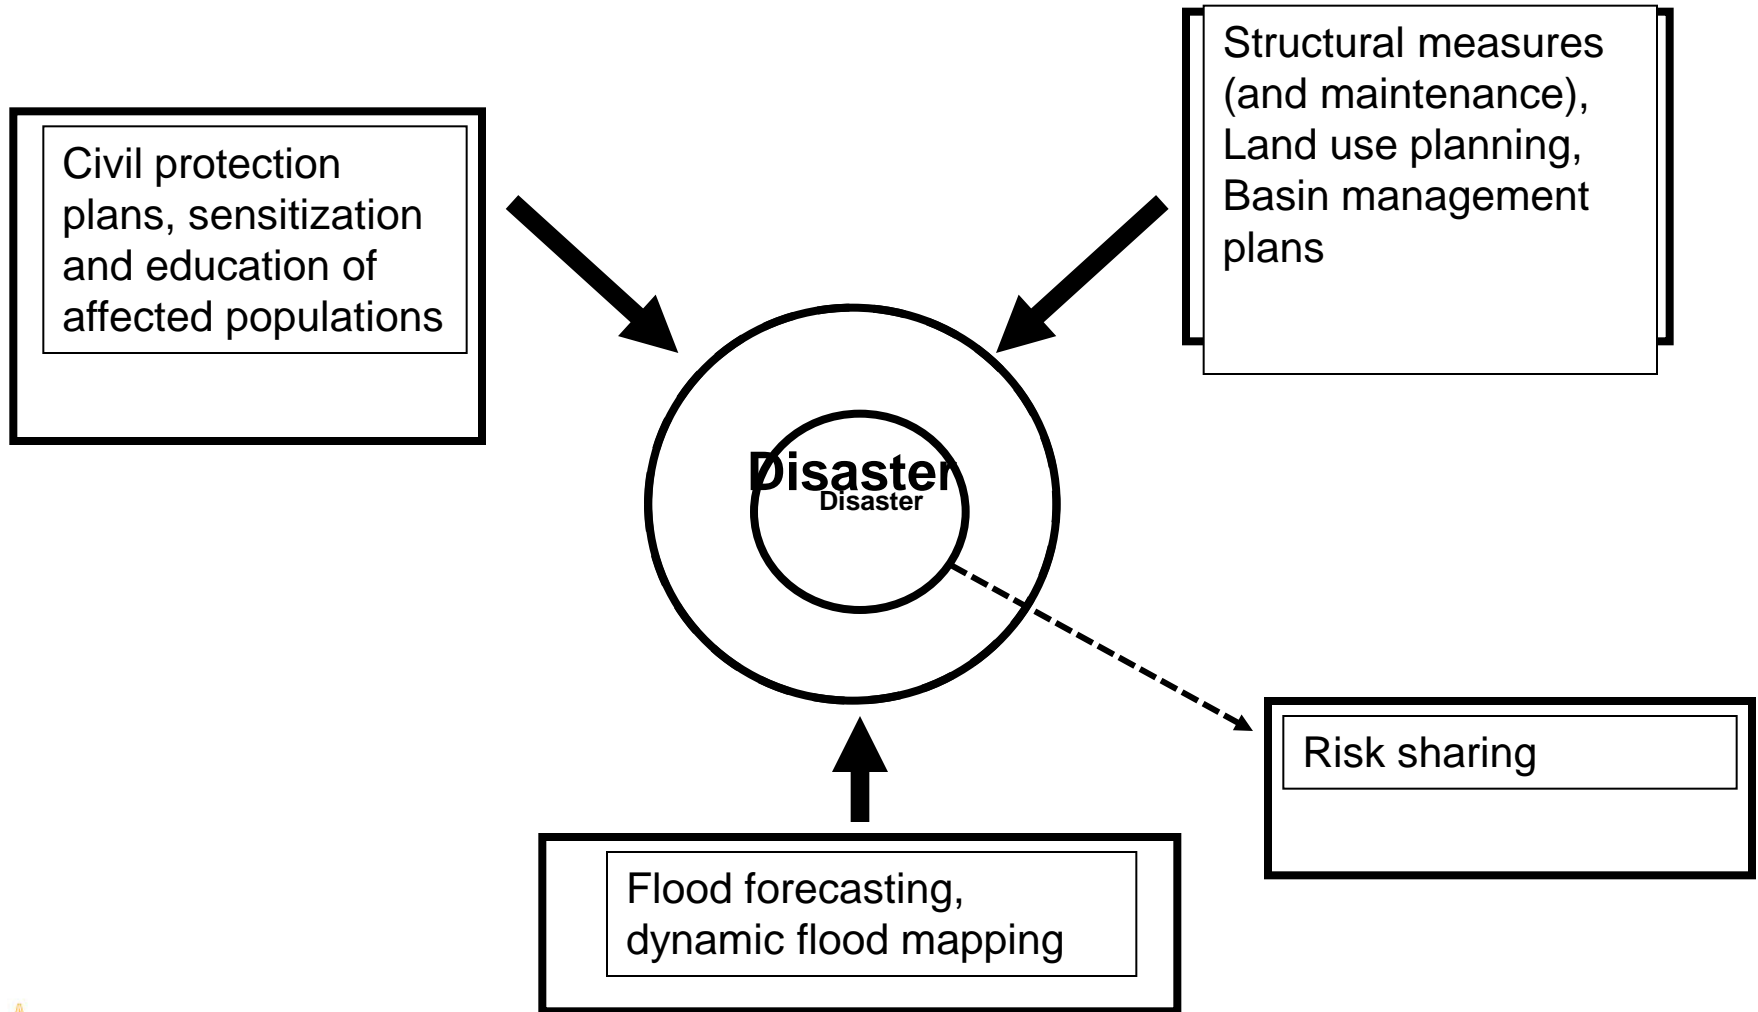 Structural measures
(and maintenance),
Land use planning,
Basin management
plans
Civil protection
plans, sensitization
and education of
affected populations
Disaster
Disaster
Risk sharing
Flood forecasting,
dynamic flood mapping